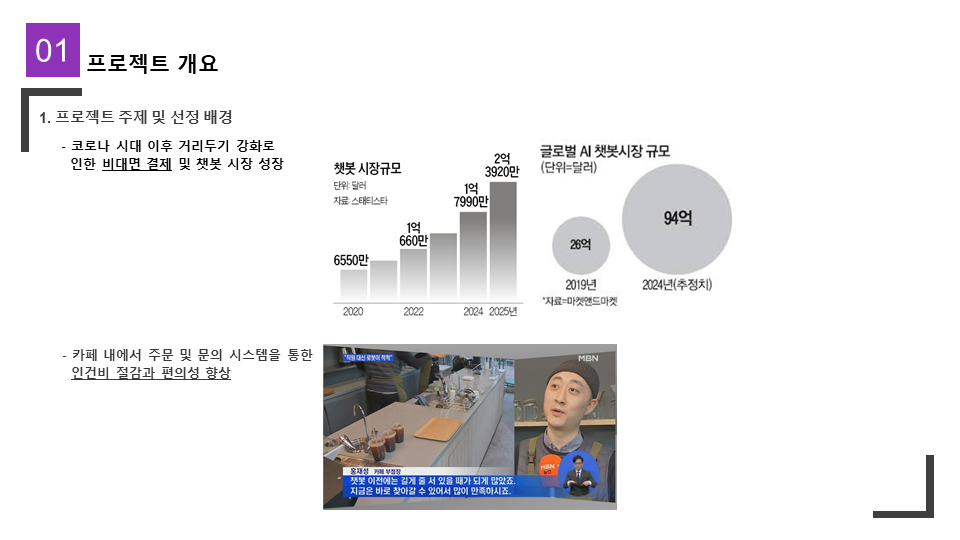 01
프로젝트 개요
1. 프로젝트 주제 및 선정 배경
- 코로나 시대 이후 거리두기 강화로
인한 비대면 결제 및 챗봇 시장 성장
챗봇 시장규모
단위: 달러
자료: 스태티스타
6550만
1억
660만
1억
7990만
2억
3920만
2020
2022
2024
2025년
글로벌 AI 챗봇시장 규모
(단위=달러)
26억
94억
2019년
2024년(추정치)
*자료=마켓앤드마켓
- 카페 내에서 주문 및 문의 시스템을 통한
인건비 절감과 편의성 향상
"직원 대신 로봇이 척척"
MBN
MBN
홍재성 카페 부점장
챗봇 이전에는 길게 줄 서 있을 때가 되게 많았죠.
지금은 바로 찾아갈 수 있어서 많이 만족하시죠.